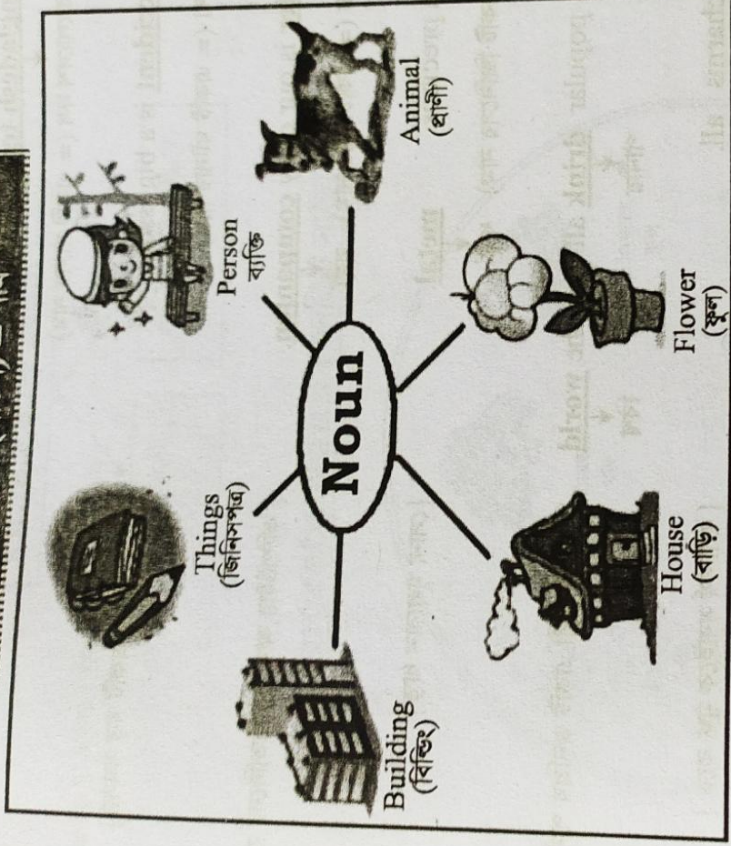 Things
(জিনিসপত্র)
Person
ব্যক্তি
Building
(বিল্ডিং)
Noun
Animal
(প্রাণী)
House
(বাড়ি)
Flower
(ফুল)